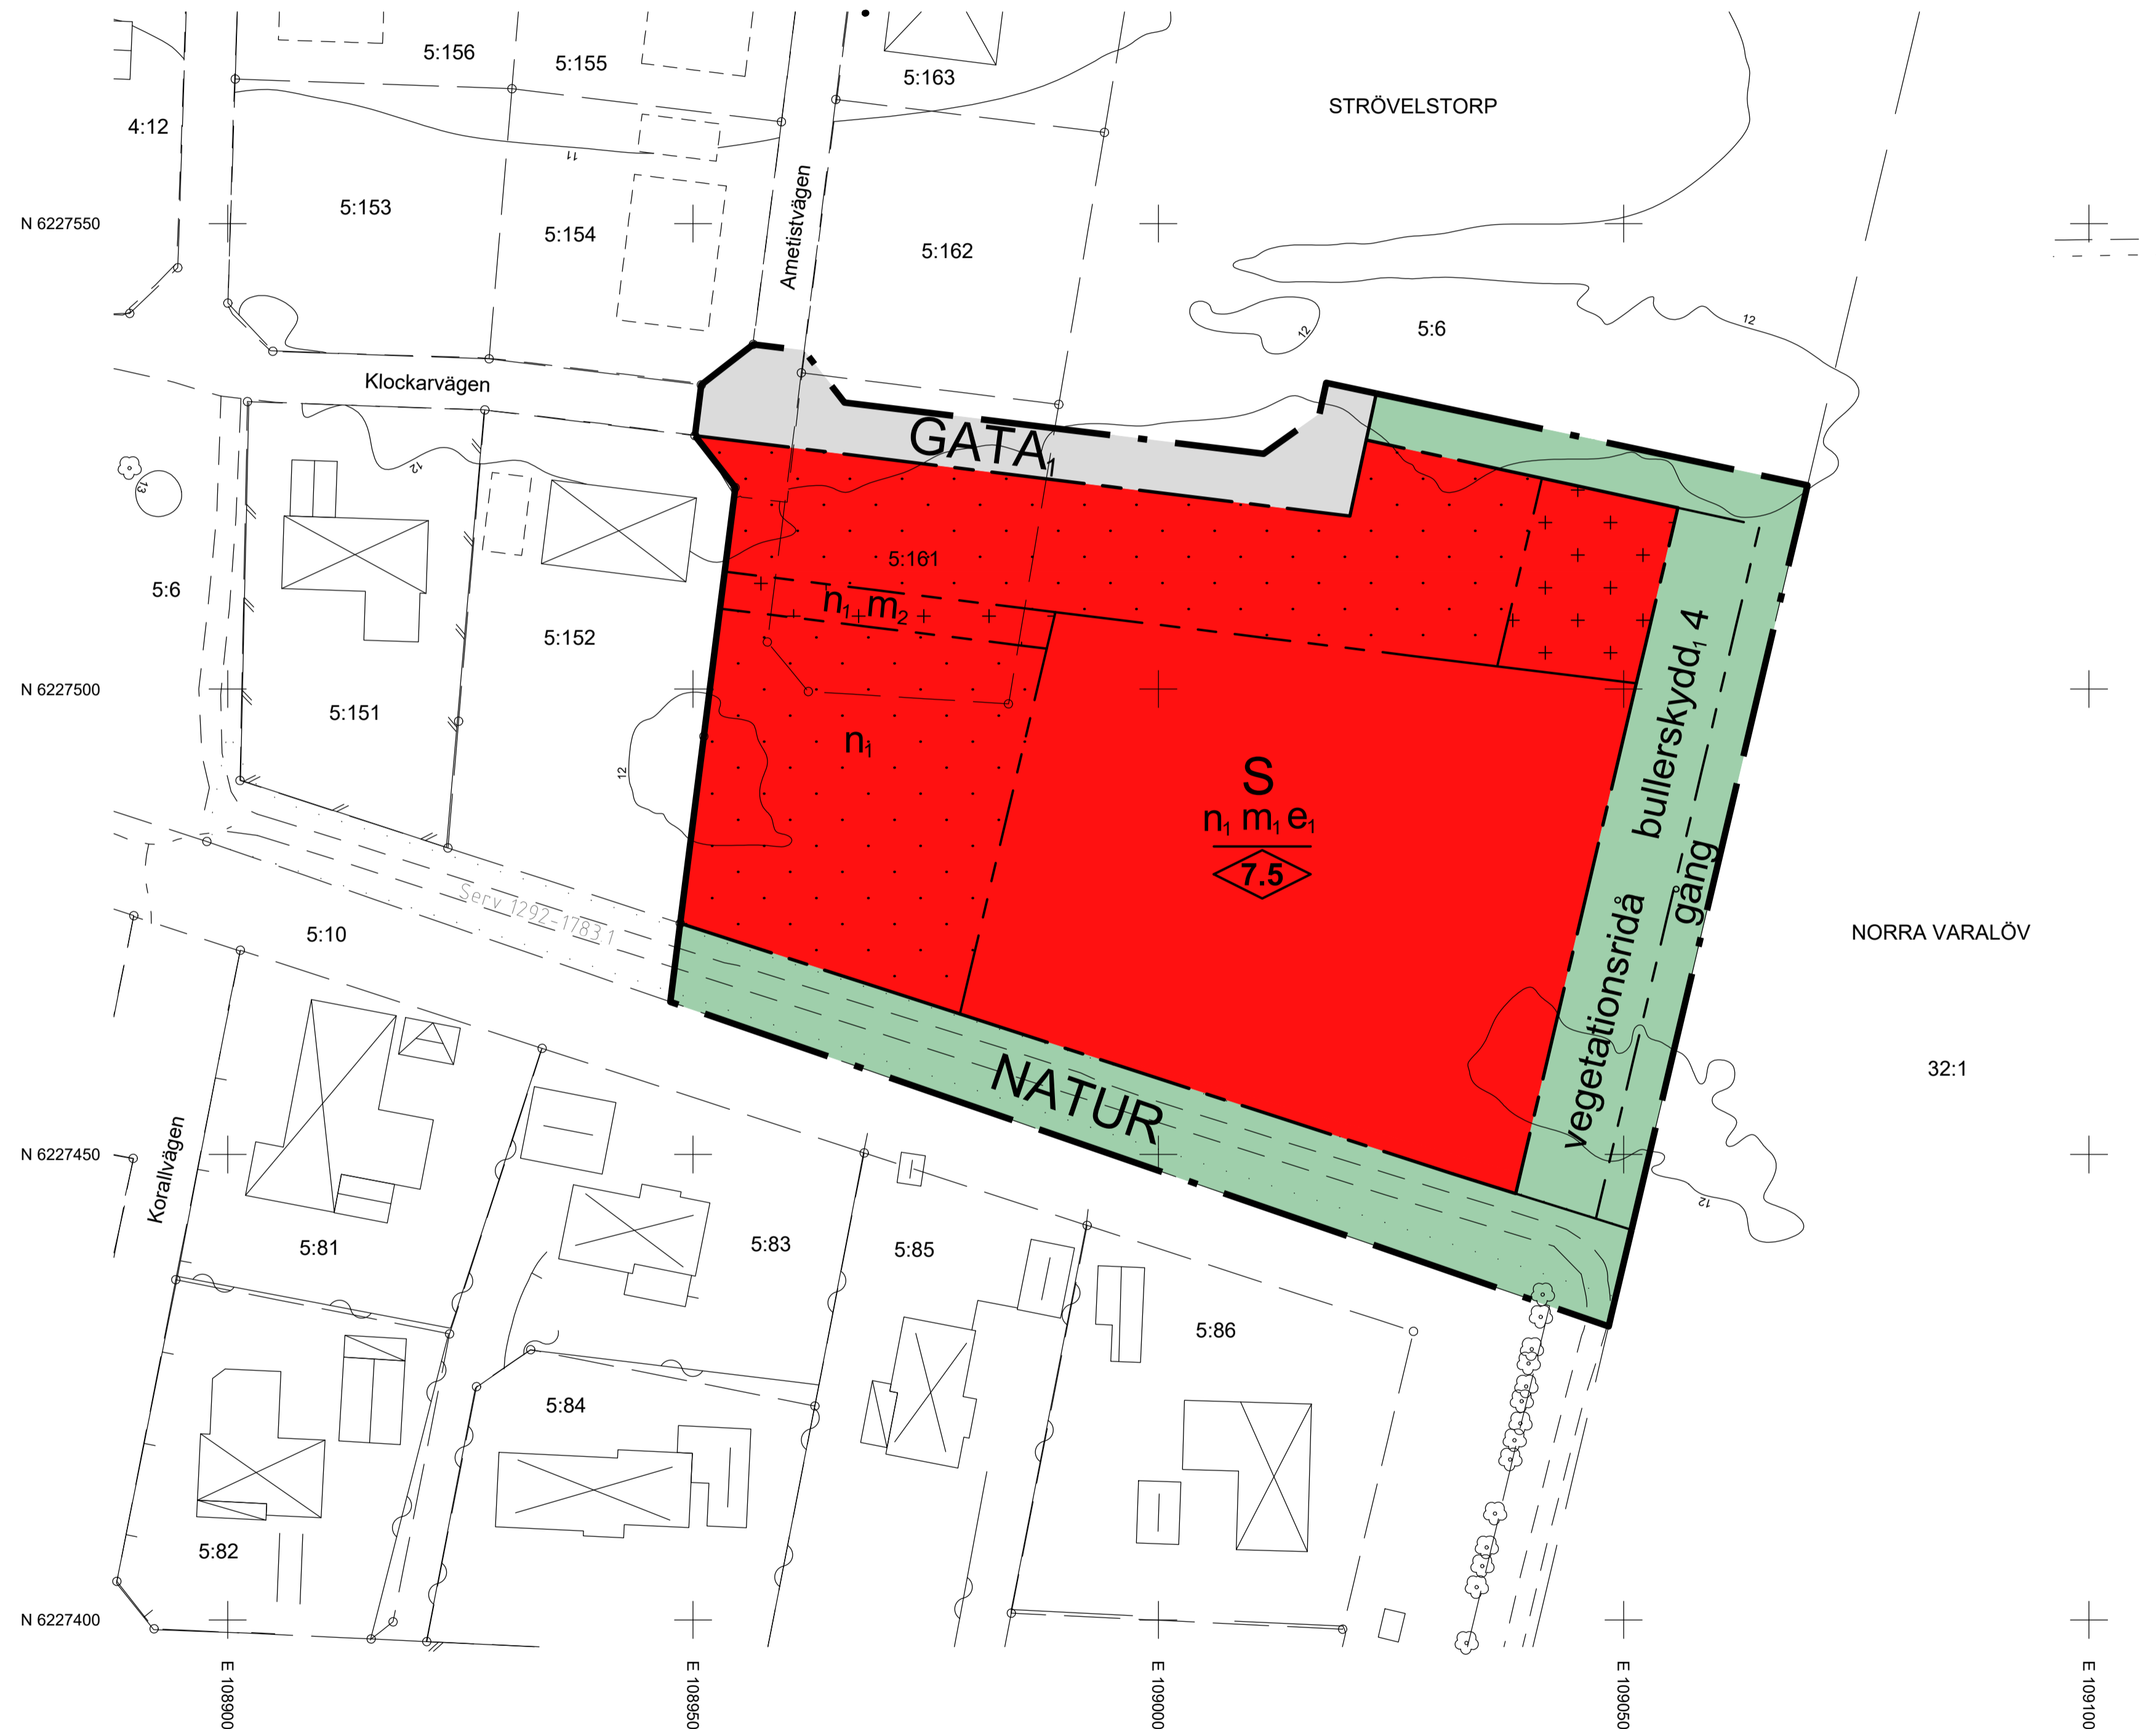 5:156
5:155
5:163
STRÖVELSTORP
4:12
11
5:153
5:154
Ametistvägen
5:162
N 6227550
12
12
5:6
Klockarvägen
GATA1
12
13
5:161
5:6
n1 m2
5:152
bullerskydd1 4
N 6227500
5:151
n1
12
S
n1 m1 e1
7.5
gång
vegetationsridå
Serv 1292-1783.1
5:10
NORRA VARALÖV
NATUR
32:1
Korallvägen
N 6227450
12
5:81
5:83
5:85
5:86
5:84
5:82
N 6227400
E 108900
E 108950
E 109000
E 109050
E 109100